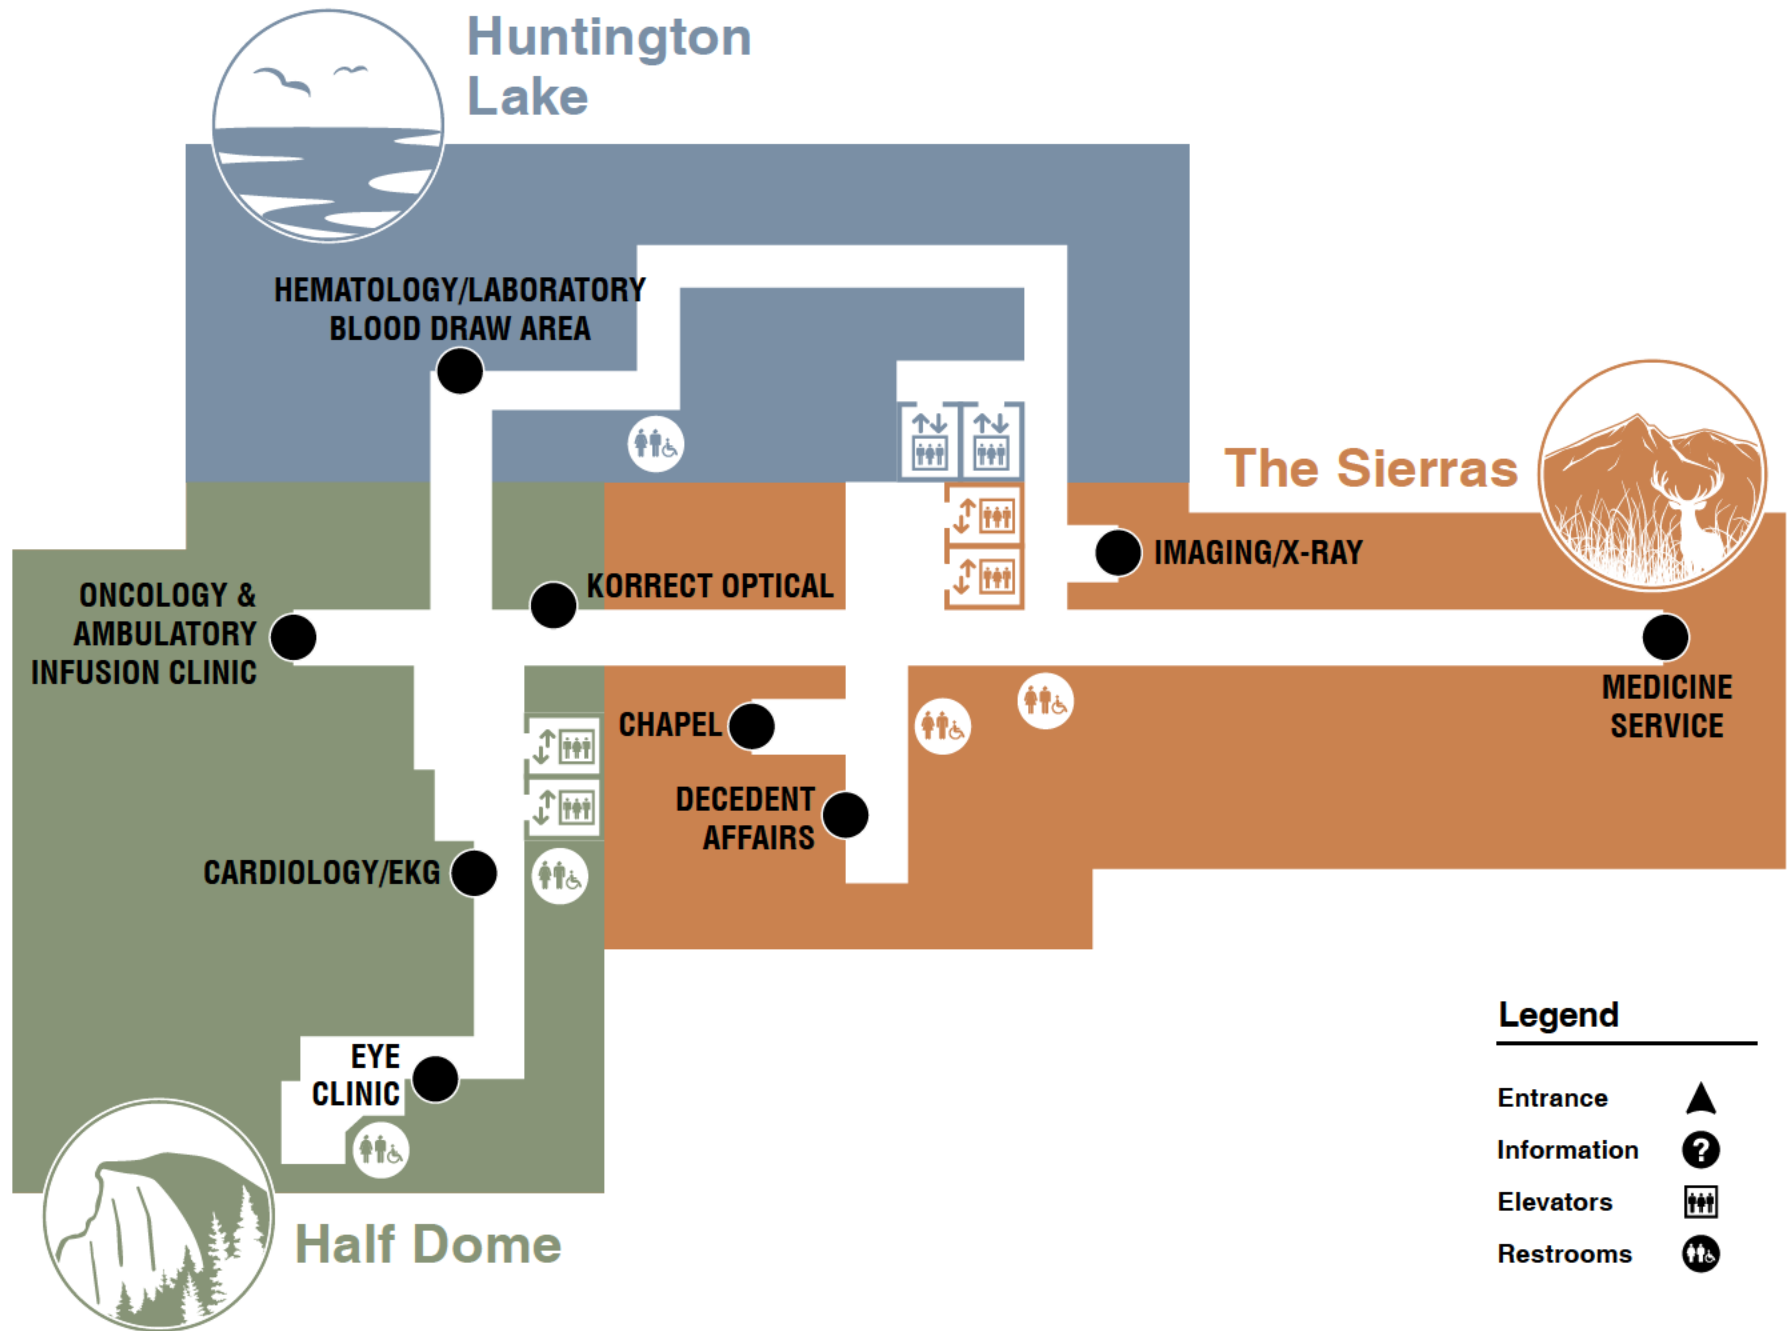 Huntington
Lake
HEMATOLOGY/LABORATORY
BLOOD DRAW AREA
The Sierras
IMAGING/X-RAY
KORRECT OPTICAL
ONCOLOGY &
AMBULATORY
INFUSION CLINIC
MEDICINE
SERVICE
CHAPEL
DECEDENT
AFFAIRS
CARDIOLOGY/EKG
EYE
CLINIC
Half Dome
Legend
Entrance
Information
?
Elevators
Restrooms